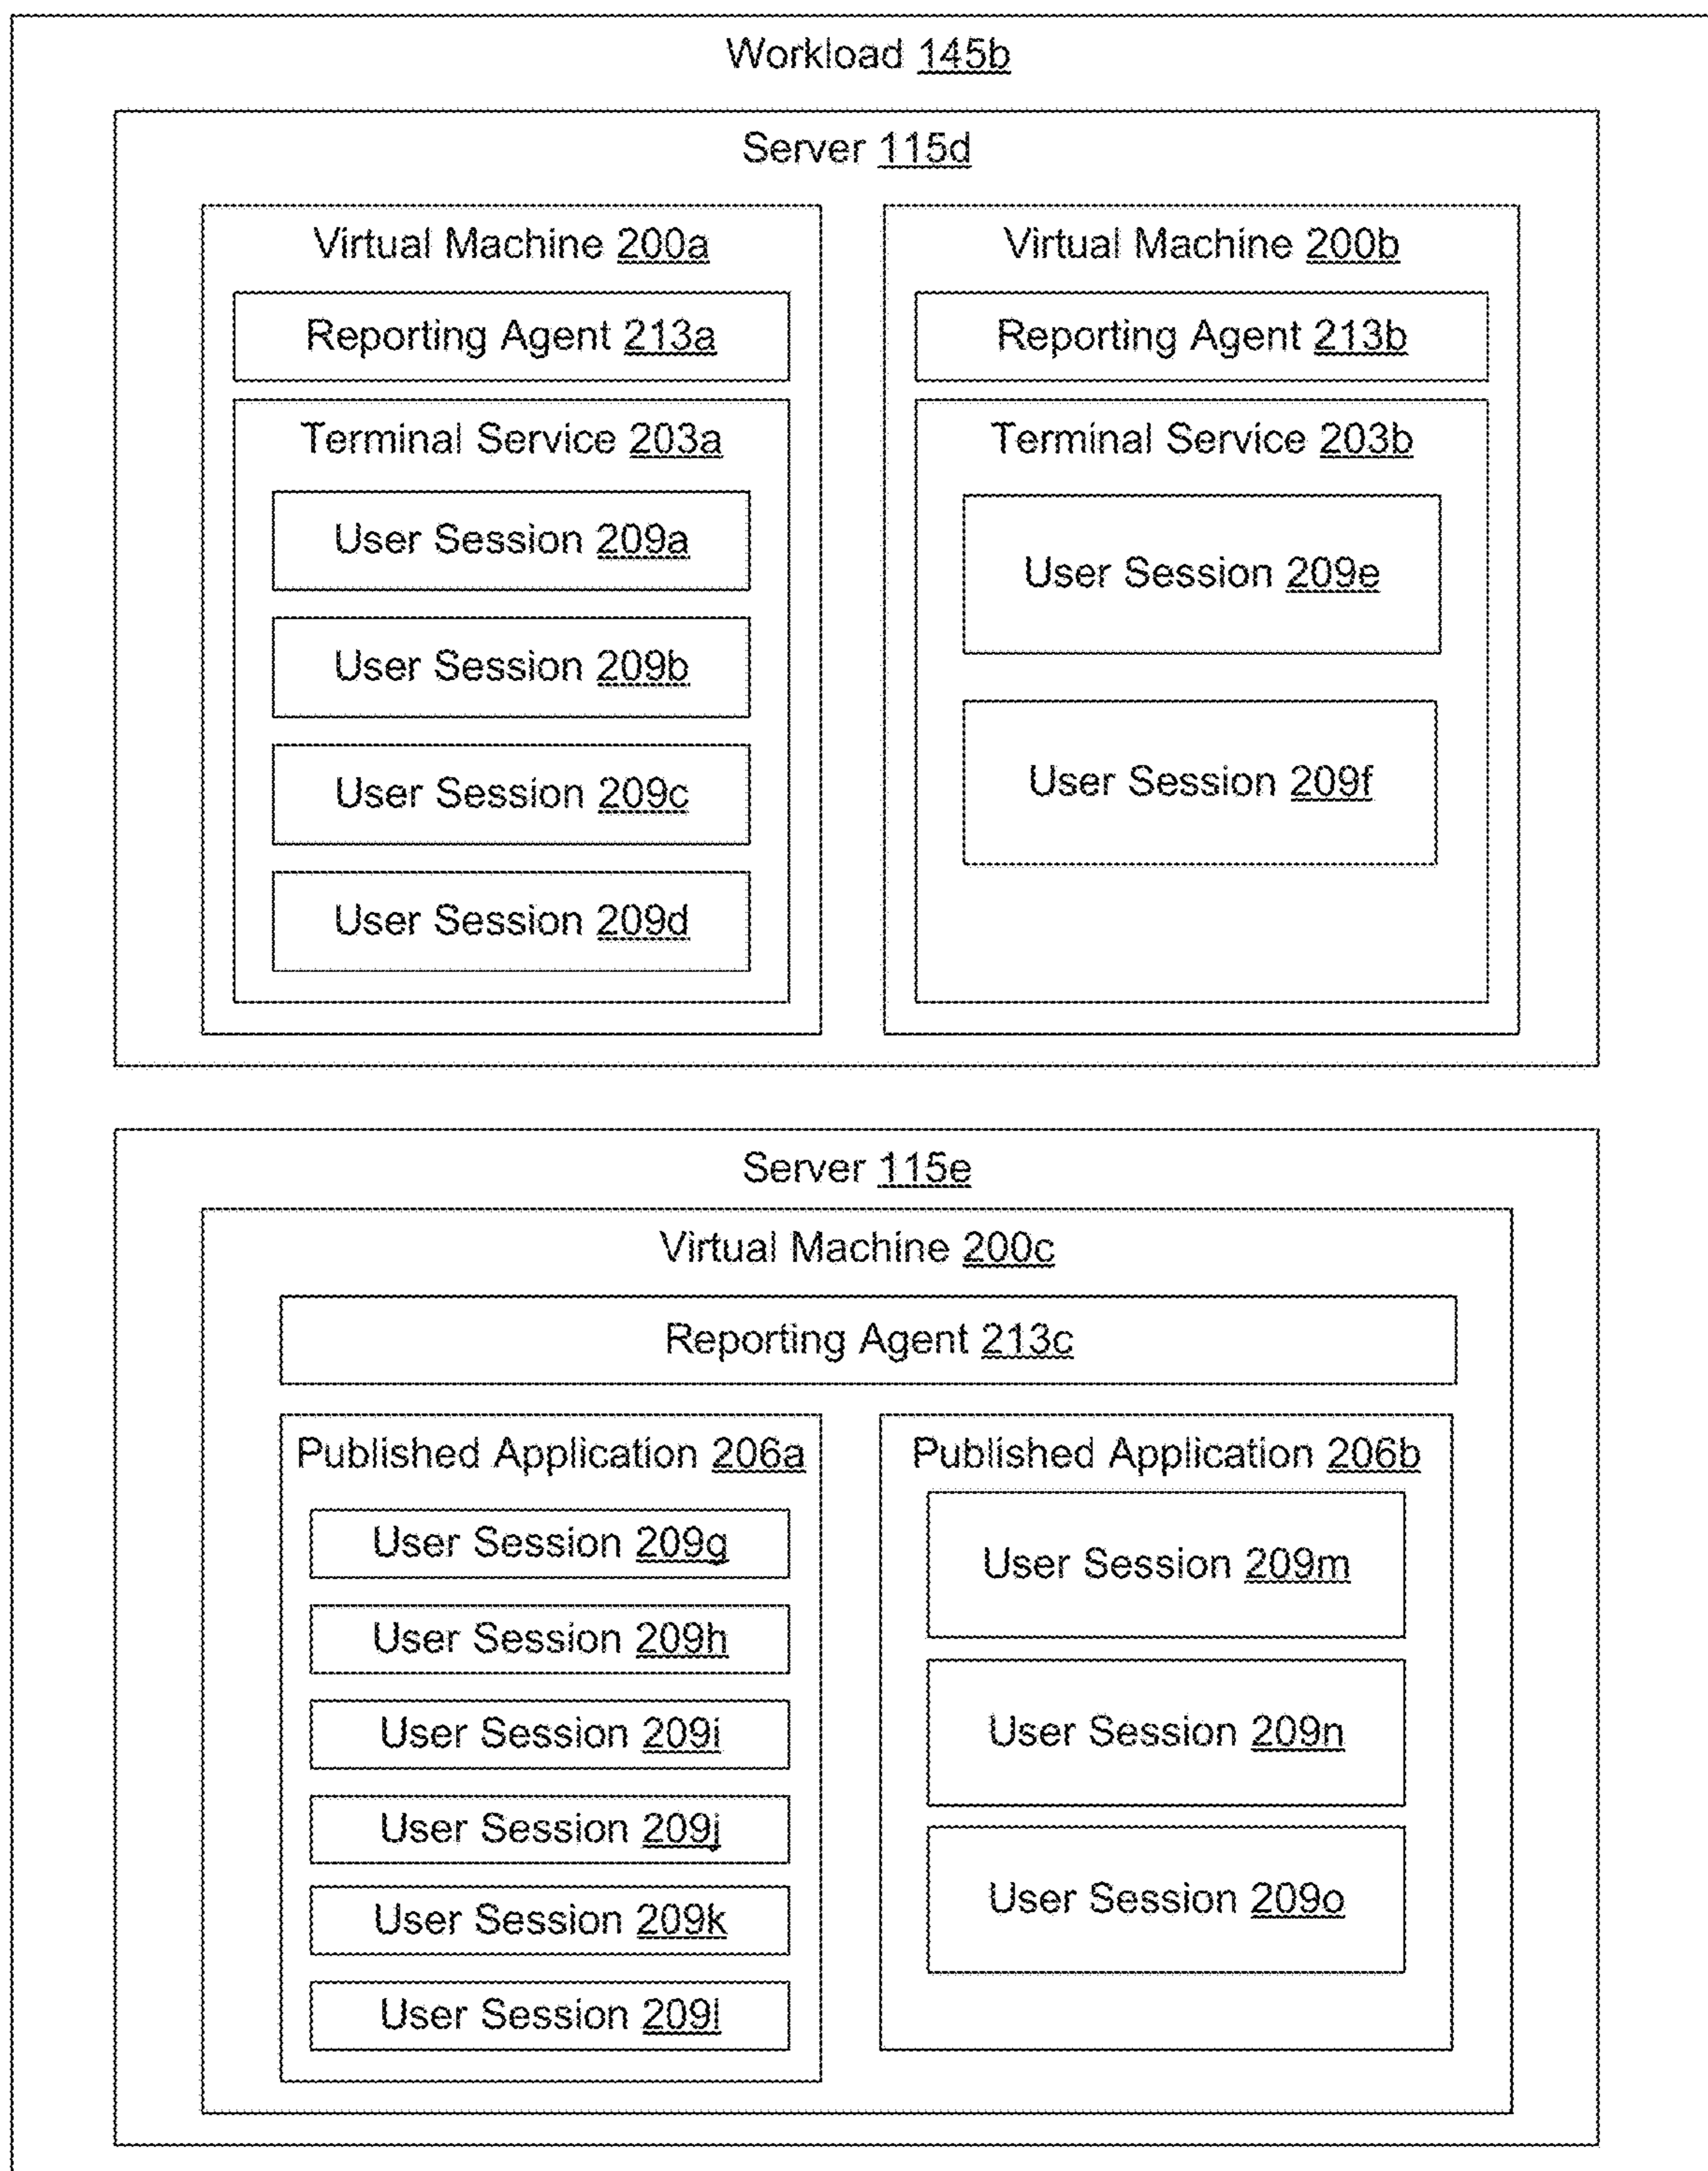 Workload 145b
Server 115d
Virtual Machine 200a
Reporting Agent 213a
Terminal Service 203a
User Session 209a
User Session 209b
User Session 209c
User Session 209d
Virtual Machine 200b
Reporting Agent 213b
Terminal Service 203b
User Session 209e
User Session 209f
Server 115e
Virtual Machine 200c
Reporting Agent 213c
Published Application 206a
User Session 209g
User Session 209h
User Session 209i
User Session 209j
User Session 209k
User Session 209l
Published Application 206b
User Session 209m
User Session 209n
User Session 209o